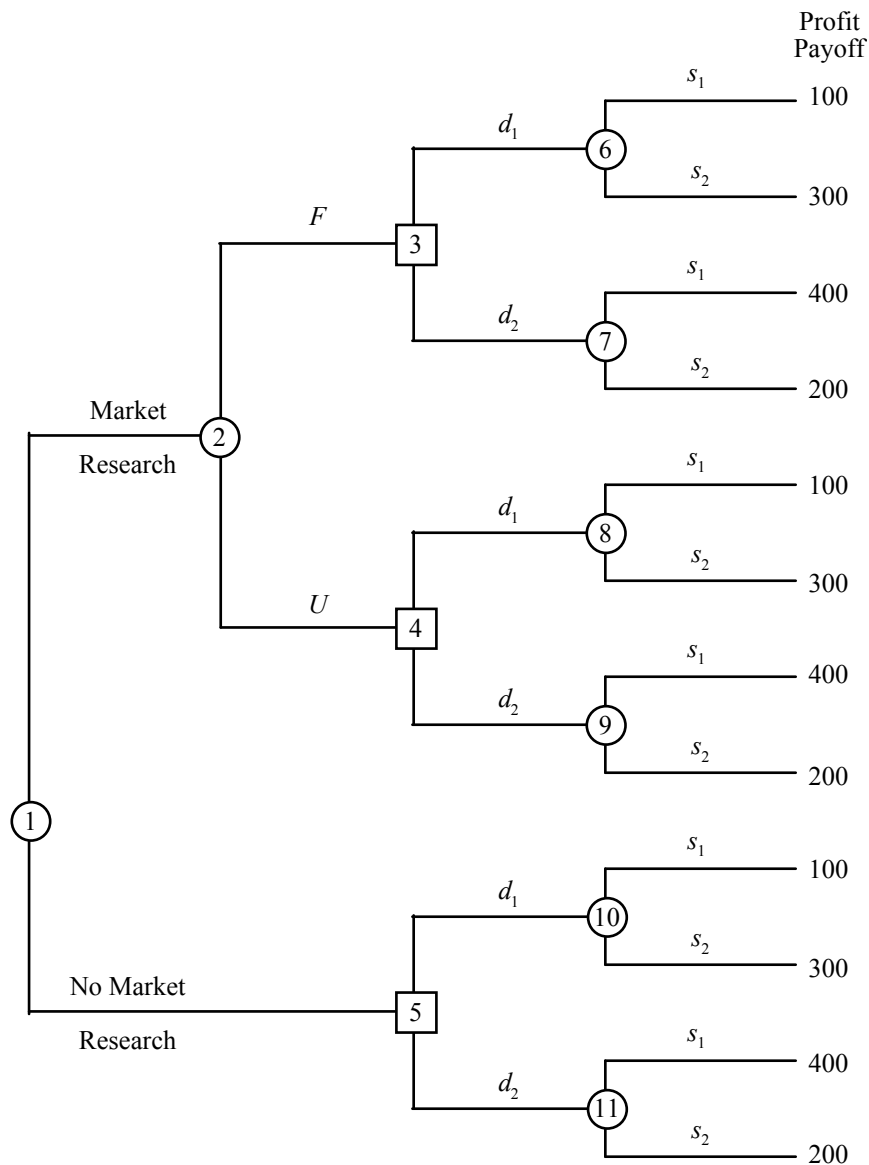 Profit
Payoff
s₁ 100
d₁
6
s₂ 300
F
3
s₁ 400
d₂
7
s₂ 200
Market
2
Research
s₁ 100
d₁
8
s₂ 300
U
4
s₁ 400
d₂
9
s₂ 200
1
s₁ 100
d₁
10
s₂ 300
No Market
5
Research
s₁ 400
d₂
11
s₂ 200